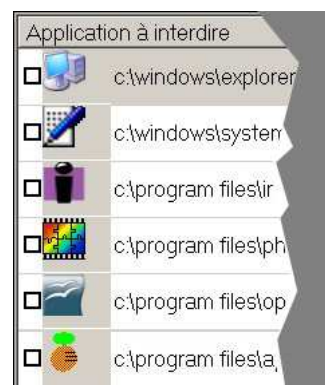 Application à interdire
c:\windows\explorer
c:\windows\system
c:\program files\ir
c:\program files\ph
c:\program files\op
c:\program files\a